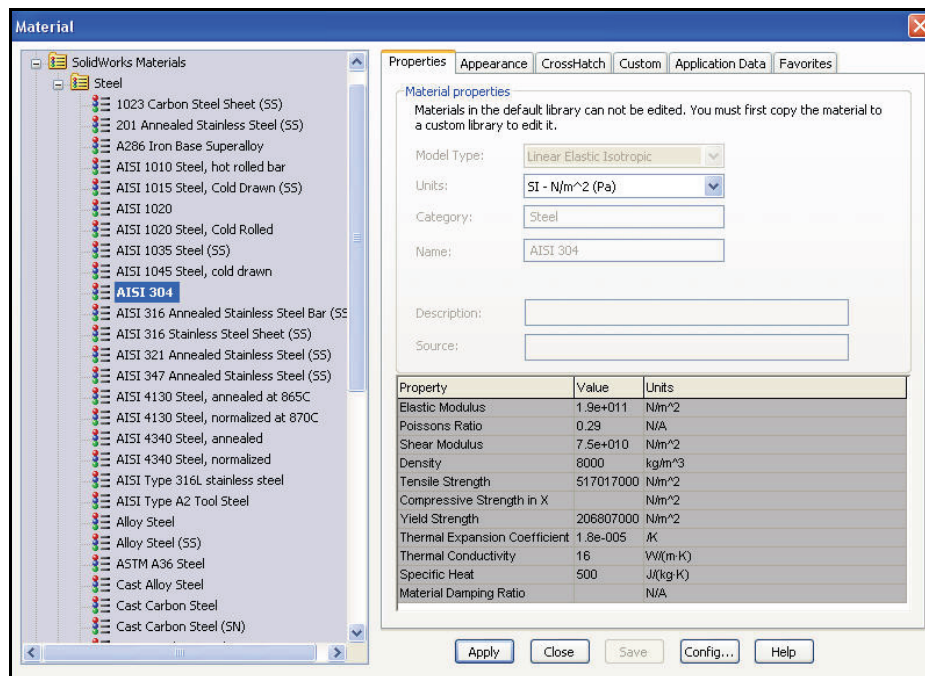 Material
SolidWorks Materials
Steel
1023 Carbon Steel Sheet (SS)
201 Annealed Stainless Steel (SS)
A286 Iron Base Superalloy
AISI 1010 Steel, hot rolled bar
AISI 1015 Steel, Cold Drawn (SS)
AISI 1020
AISI 1020 Steel, Cold Rolled
AISI 1035 Steel (SS)
AISI 1045 Steel, cold drawn
AISI 304
AISI 316 Annealed Stainless Steel Bar (SS
AISI 316 Stainless Steel Sheet (SS)
AISI 321 Annealed Stainless Steel (SS)
AISI 347 Annealed Stainless Steel (SS)
AISI 4130 Steel, annealed at 865C
AISI 4130 Steel, normalized at 870C
AISI 4340 Steel, annealed
AISI 4340 Steel, normalized
AISI Type 316L stainless steel
AISI Type A2 Tool Steel
Alloy Steel
Alloy Steel (SS)
ASTM A36 Steel
Cast Alloy Steel
Cast Carbon Steel
Cast Carbon Steel (SN)
Properties Appearance CrossHatch Custom Application Data Favorites
Material properties
Materials in the default library can not be edited. You must first copy the material to
a custom library to edit it.
Model Type: Linear Elastic Isotropic
Units: SI - N/m^2 (Pa)
Category: Steel
Name: AISI 304
Description:
Source:
Property Value Units
Elastic Modulus 1.9e+011 N/m^2
Poissons Ratio 0.29 N/A
Shear Modulus 7.5e+010 N/m^2
Density 8000 kg/m^3
Tensile Strength 517017000 N/m^2
Compressive Strength in X N/m^2
Yield Strength 206807000 N/m^2
Thermal Expansion Coefficient 1.8e-005 /K
Thermal Conductivity 16 W/(m·K)
Specific Heat 500 J/(kg·K)
Material Damping Ratio N/A
Apply Close Save Config... Help